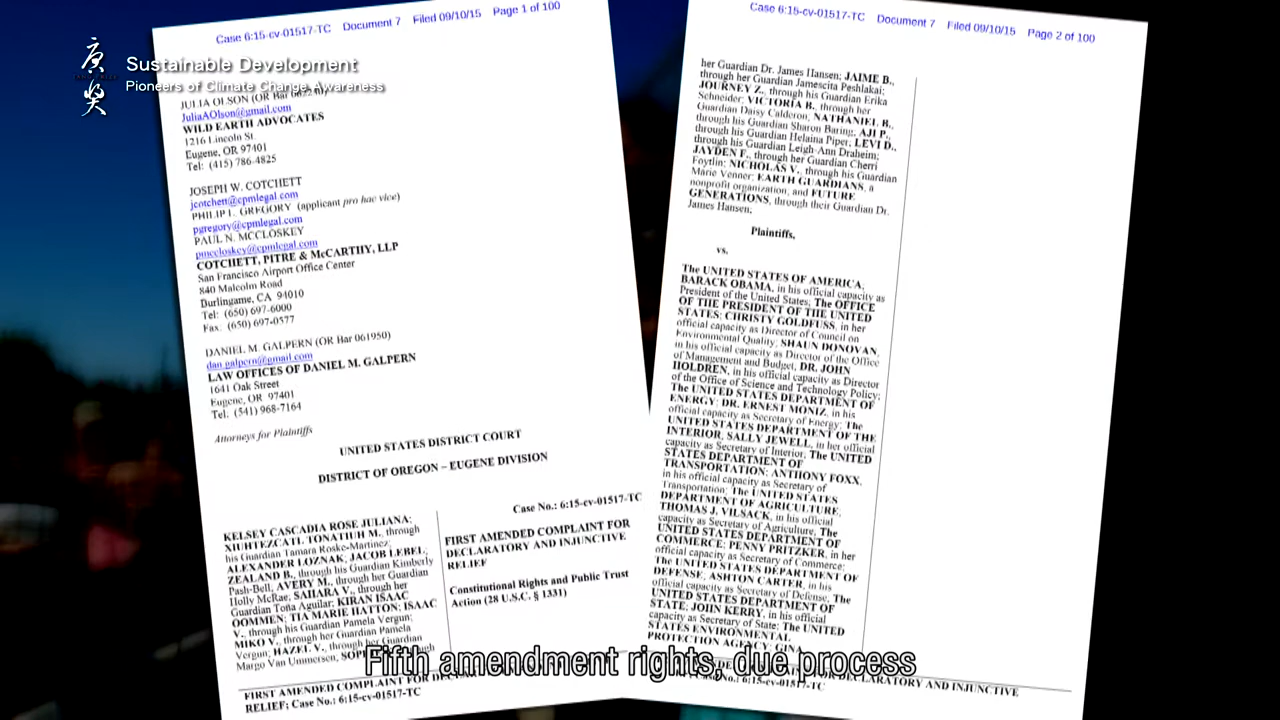 Case 6:15-cv-01517-TC Document 7 Filed 09/10/15 Page 1 of 100
唐獎
Sustainable Development
Pioneers of Climate Change Awareness
JULIA OLSON (OR Bar
JuliaAOlson@gmail.com
WILD EARTH ADVOCATES
1216 Lincoln St.
Eugene, OR 97401
Tel: (415) 786-4825
JOSEPH W. COTCHETT
jcotchett@cpmlegal.com
PHILIP L. GREGORY (applicant pro hac vice)
pgregory@cpmlegal.com
PAUL N. MCCLOSKEY
pmccloskey@cpmlegal.com
COTCHETT, PITRE & McCARTHY, LLP
San Francisco Airport Office Center
840 Malcolm Road
Burlingame, CA 94010
Tel: (650) 697-6000
Fax: (650) 697-0577
DANIEL M. GALPERN (OR Bar 061950)
dan.galpern@gmail.com
LAW OFFICES OF DANIEL M. GALPERN
1641 Oak Street
Eugene, OR 97401
Tel. (541) 968-7164
Attorneys for Plaintiffs
UNITED STATES DISTRICT COURT
DISTRICT OF OREGON – EUGENE DIVISION
KELSEY CASCADIA ROSE JULIANA;
XIUHTEZCATL TONATIUH M., through
his Guardian Tamara Roske-Martinez;
ALEXANDER LOZNAK; JACOB LEBEL;
ZEALAND B., through his Guardian Kimberly
Pash-Bell; AVERY M., through her Guardian
Holly McRae; SAHARA V., through her
Guardian Toña Aguilar; KIRAN ISAAC
OOMMEN; TIA MARIE HATTON; ISAAC
V., through his Guardian Pamela Vergun;
MIKO V., through her Guardian Pamela
Vergun; HAZEL V., through her Guardian
Margo Van Ummersen; through
Case No.: 6:15-cv-01517-TC
FIRST AMENDED COMPLAINT FOR
DECLARATORY AND INJUNCTIVE
RELIEF
Constitutional Rights and Public Trust
Action (28 U.S.C. § 1331)
FIRST AMENDED COMPLAINT FOR
RELIEF; Case No.: 6:15-cv-01517-TC
Case 6:15-cv-01517-TC Document 7 Filed 09/10/15 Page 2 of 100
her Guardian Dr. James Hansen; JAIME B.,
through her Guardian Jamescita Peshlakai;
JOURNEY Z., through his Guardian Erika
Schneider; VICTORIA B., through her
Guardian Daisy Calderon; NATHANIEL B.,
through his Guardian Sharon Baring; AJI P.,
through his Guardian Helaina Piper; LEVI D.,
through his Guardian Leigh-Ann Draheim;
JAYDEN F., through her Guardian Cherri
Foytlin; NICHOLAS V., through his Guardian
Marie Venner; EARTH GUARDIANS, a
nonprofit organization; and FUTURE
GENERATIONS, through their Guardian Dr.
James Hansen;
Plaintiffs,
vs.
The UNITED STATES OF AMERICA;
BARACK OBAMA, in his official capacity as
President of the United States; The OFFICE
OF THE PRESIDENT OF THE UNITED
STATES; CHRISTY GOLDFUSS, in her
official capacity as Director of Council on
Environmental Quality; SHAUN DONOVAN,
in his official capacity as Director of the Office
of Management and Budget, DR. JOHN
HOLDREN, in his official capacity as Director
of the Office of Science and Technology Policy;
The UNITED STATES DEPARTMENT OF
ENERGY; DR. ERNEST MONIZ, in his
official capacity as Secretary of Energy; The
UNITED STATES DEPARTMENT OF THE
INTERIOR; SALLY JEWELL, in her official
capacity as Secretary of Interior; The UNITED
STATES DEPARTMENT OF
TRANSPORTATION; ANTHONY FOXX,
in his official capacity as Secretary of
Transportation; The UNITED STATES
DEPARTMENT OF AGRICULTURE;
THOMAS J. VILSACK, in his official
capacity as Secretary of Agriculture, The
UNITED STATES DEPARTMENT OF
COMMERCE; PENNY PRITZKER, in her
official capacity as Secretary of Commerce;
The UNITED STATES DEPARTMENT OF
DEFENSE; ASHTON CARTER, in his
official capacity as Secretary of Defense; The
UNITED STATES DEPARTMENT OF
STATE; JOHN KERRY, in his official
capacity as Secretary of State; The UNITED
STATES ENVIRONMENTAL
PROTECTION AGENCY; GINA
FOR DECLARATORY AND INJUNCTIVE
No.: 6:15-cv-01517-TC
Fifth amendment rights, due process